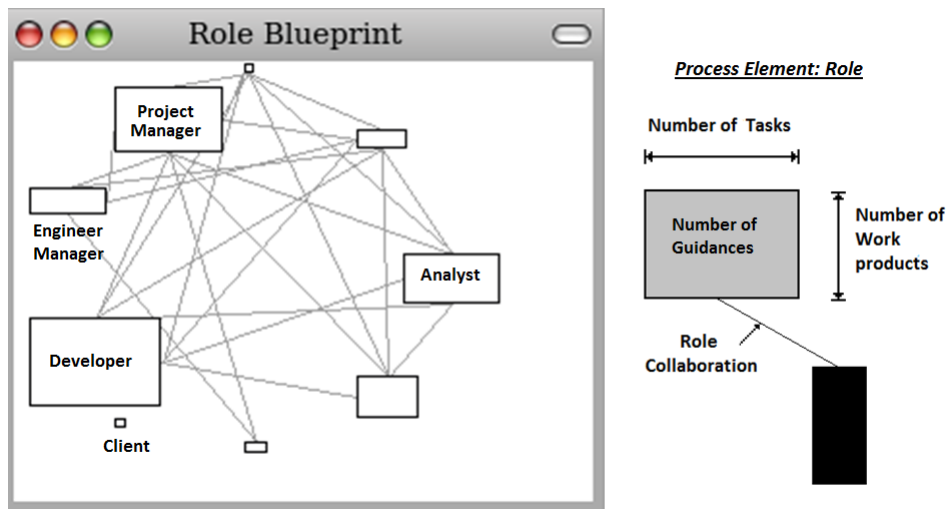 Role Blueprint
Project
Manager
Engineer
Manager
Analyst
Developer
Client
Process Element: Role
Number of Tasks
Number of
Guidances
Number of
Work
products
Role
Collaboration